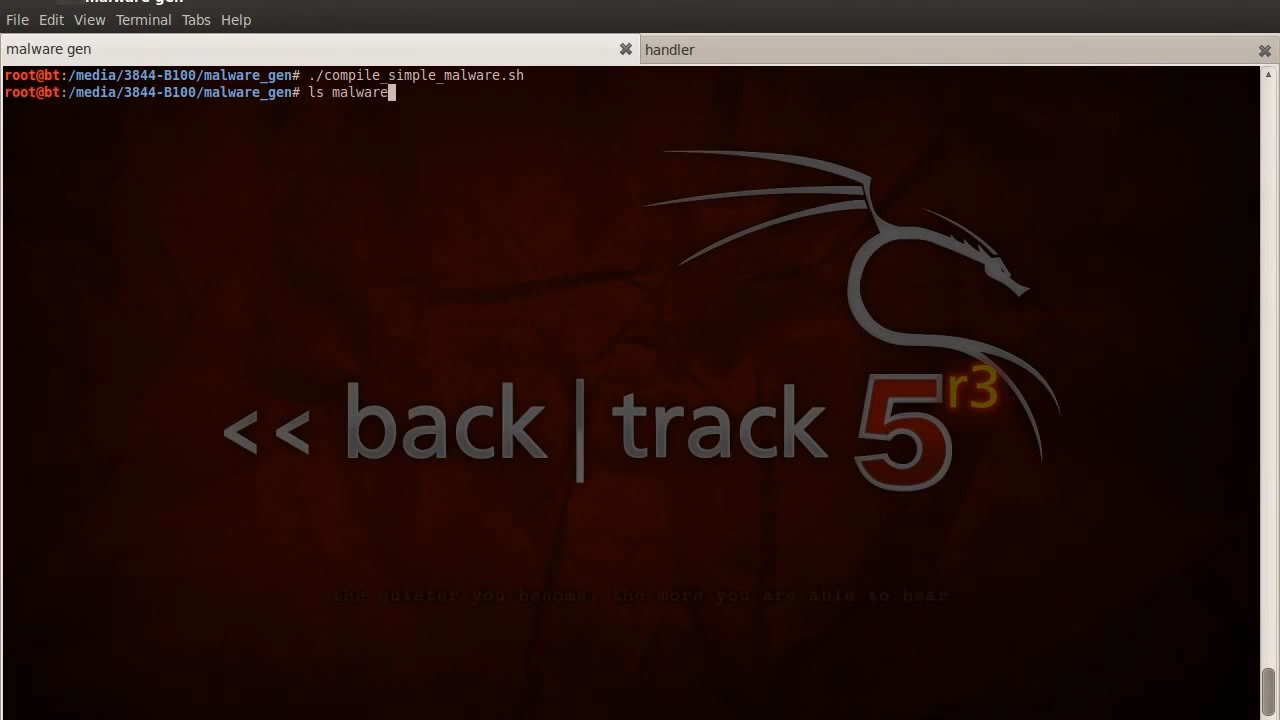 malware gen
File Edit View Terminal Tabs Help
malware gen
handler
root@bt:/media/3844-B100/malware_gen# ./compile_simple_malware.sh
root@bt:/media/3844-B100/malware_gen# ls malware
<< back | track 5 r3
the quieter you become, the more you are able to hear